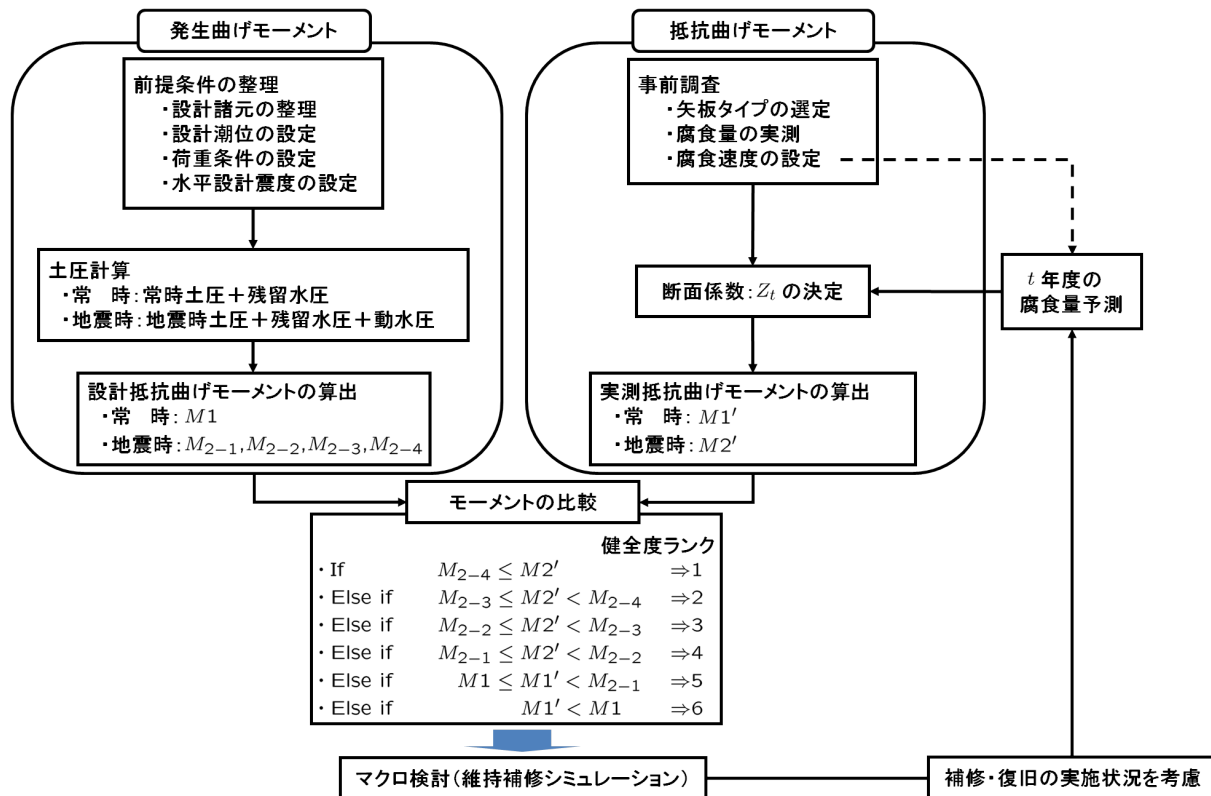 発生曲げモーメント
前提条件の整理
・設計諸元の整理
・設計潮位の設定
・荷重条件の設定
・水平設計震度の設定
土圧計算
・常　時：常時土圧＋残留水圧
・地震時：地震時土圧＋残留水圧＋動水圧
設計抵抗曲げモーメントの算出
・常　時：M1
・地震時：M₂₋₁, M₂₋₂, M₂₋₃, M₂₋₄
抵抗曲げモーメント
事前調査
・矢板タイプの選定
・腐食量の実測
・腐食速度の設定
断面係数：Zₜ の決定
実測抵抗曲げモーメントの算出
・常　時：M1′
・地震時：M2′
t 年度の
腐食量予測
モーメントの比較
健全度ランク
・If M₂₋₄ ≤ M2′ ⇒1
・Else if M₂₋₃ ≤ M2′ < M₂₋₄ ⇒2
・Else if M₂₋₂ ≤ M2′ < M₂₋₃ ⇒3
・Else if M₂₋₁ ≤ M2′ < M₂₋₂ ⇒4
・Else if M1 ≤ M1′ < M₂₋₁ ⇒5
・Else if M1′ < M1 ⇒6
マクロ検討（維持補修シミュレーション）
補修・復旧の実施状況を考慮